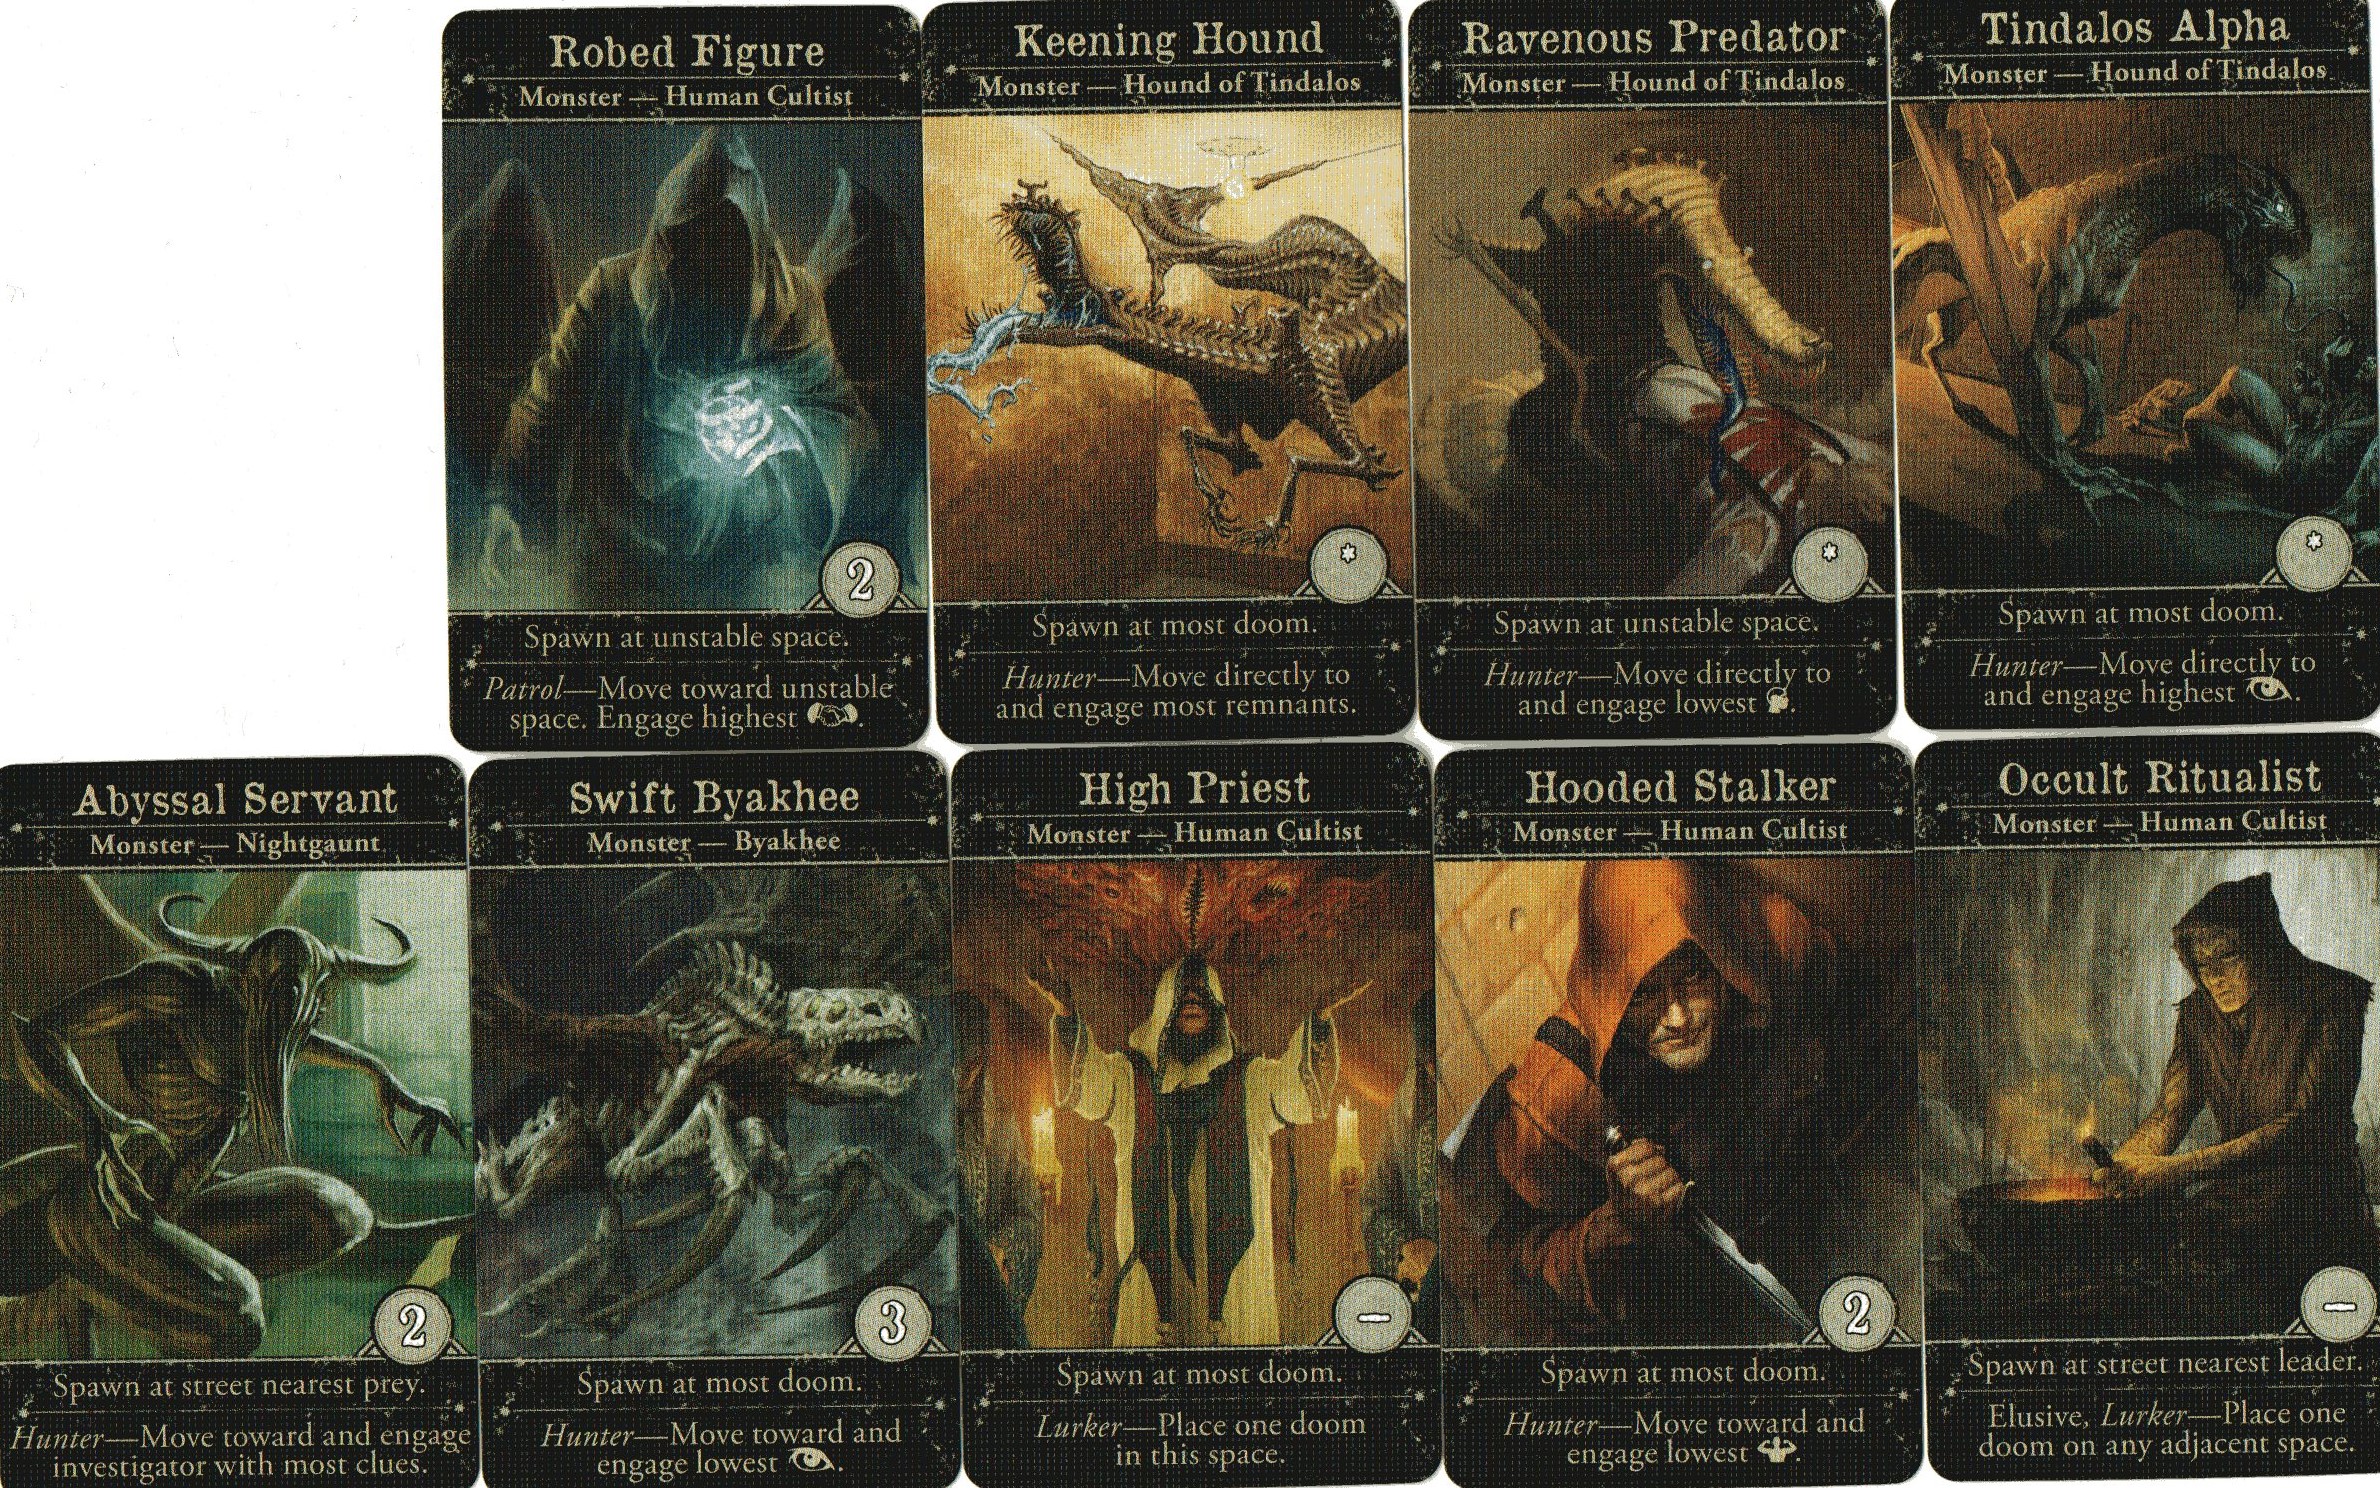 Robed Figure
Monster — Human Cultist
2
Spawn at unstable space.
Patrol—Move toward unstable
space. Engage highest .
Keening Hound
Monster — Hound of Tindalos
*
Spawn at most doom.
Hunter—Move directly to
and engage most remnants.
Ravenous Predator
Monster — Hound of Tindalos
*
Spawn at unstable space.
Hunter—Move directly to
and engage lowest .
Tindalos Alpha
Monster — Hound of Tindalos
*
Spawn at most doom.
Hunter—Move directly to
and engage highest .
Abyssal Servant
Monster — Nightgaunt
2
Spawn at street nearest prey.
Hunter—Move toward and engage
investigator with most clues.
Swift Byakhee
Monster — Byakhee
3
Spawn at most doom.
Hunter—Move toward and
engage lowest .
High Priest
Monster — Human Cultist
–
Spawn at most doom.
Lurker—Place one doom
in this space.
Hooded Stalker
Monster — Human Cultist
2
Spawn at most doom.
Hunter—Move toward and
engage lowest .
Occult Ritualist
Monster — Human Cultist
–
Spawn at street nearest leader.
Elusive, Lurker—Place one
doom on any adjacent space.